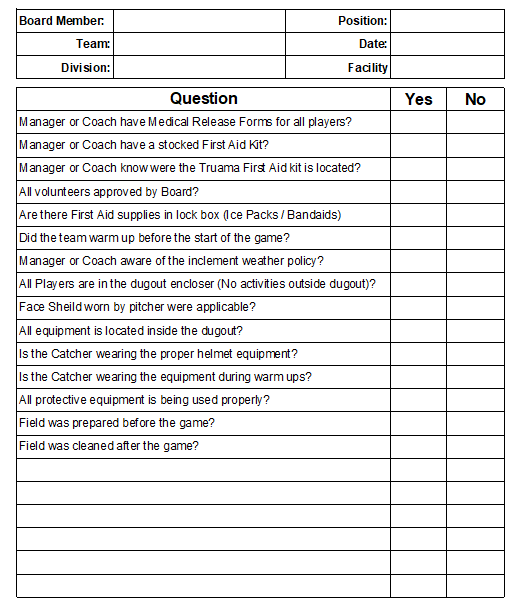 Board Member: Position:
Team: Date:
Division: Facility
Question Yes No
Manager or Coach have Medical Release Forms for all players?
Manager or Coach have a stocked First Aid Kit?
Manager or Coach know were the Truama First Aid kit is located?
All volunteers approved by Board?
Are there First Aid supplies in lock box (Ice Packs / Bandaids)
Did the team warm up before the start of the game?
Manager or Coach aware of the inclement weather policy?
All Players are in the dugout encloser (No activities outside dugout)?
Face Sheild worn by pitcher were applicable?
All equipment is located inside the dugout?
Is the Catcher wearing the proper helmet equipment?
Is the Catcher wearing the equipment during warm ups?
All protective equipment is being used properly?
Field was prepared before the game?
Field was cleaned after the game?